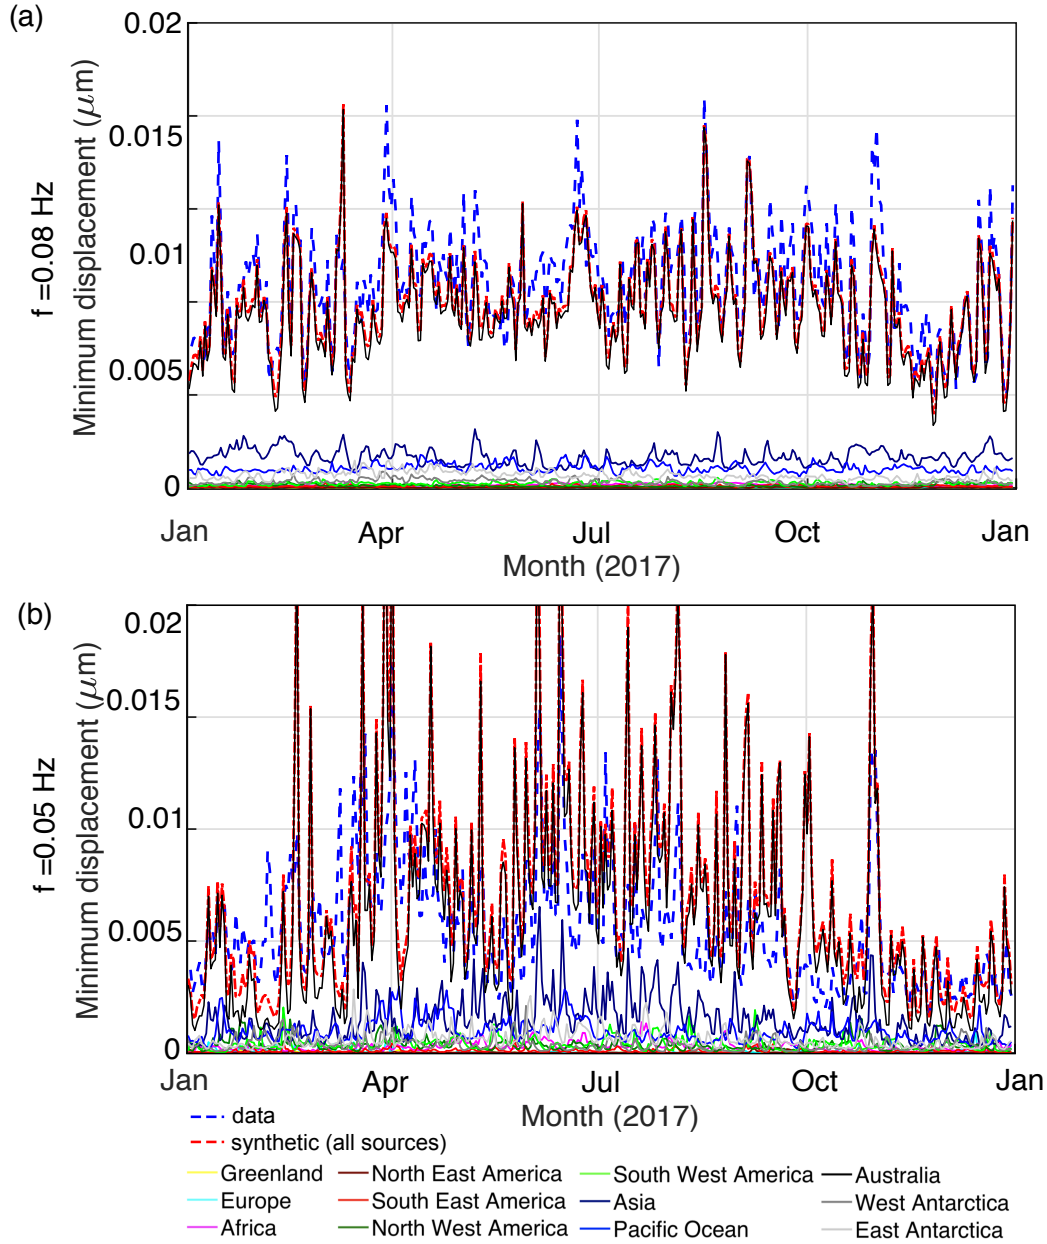 (a)
0.02
0.015
0.01
0.005
0
f =0.08 Hz
Minimum displacement (μm)
Jan Apr Jul Oct Jan
Month (2017)
(b)
0.02
0.015
0.01
0.005
0
f =0.05 Hz
Minimum displacement (μm)
Jan Apr Jul Oct Jan
Month (2017)
data
synthetic (all sources)
Greenland North East America South West America Australia
Europe South East America Asia West Antarctica
Africa North West America Pacific Ocean East Antarctica